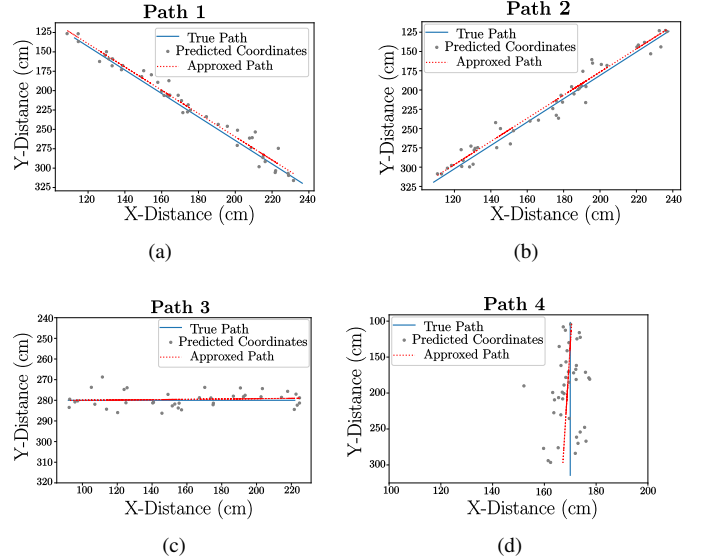 Path 1
True Path
Predicted Coordinates
Approxed Path
Y-Distance (cm)
125
150
175
200
225
250
275
300
325
120 140 160 180 200 220 240
X-Distance (cm)
(a)
Path 2
True Path
Predicted Coordinates
Approxed Path
Y-Distance (cm)
125
150
175
200
225
250
275
300
325
120 140 160 180 200 220 240
X-Distance (cm)
(b)
Path 3
True Path
Predicted Coordinates
Approxed Path
Y-Distance (cm)
240
250
260
270
280
290
300
310
320
100 120 140 160 180 200 220
X-Distance (cm)
(c)
Path 4
True Path
Predicted Coordinates
Approxed Path
Y-Distance (cm)
100
150
200
250
300
100 120 140 160 180 200
X-Distance (cm)
(d)